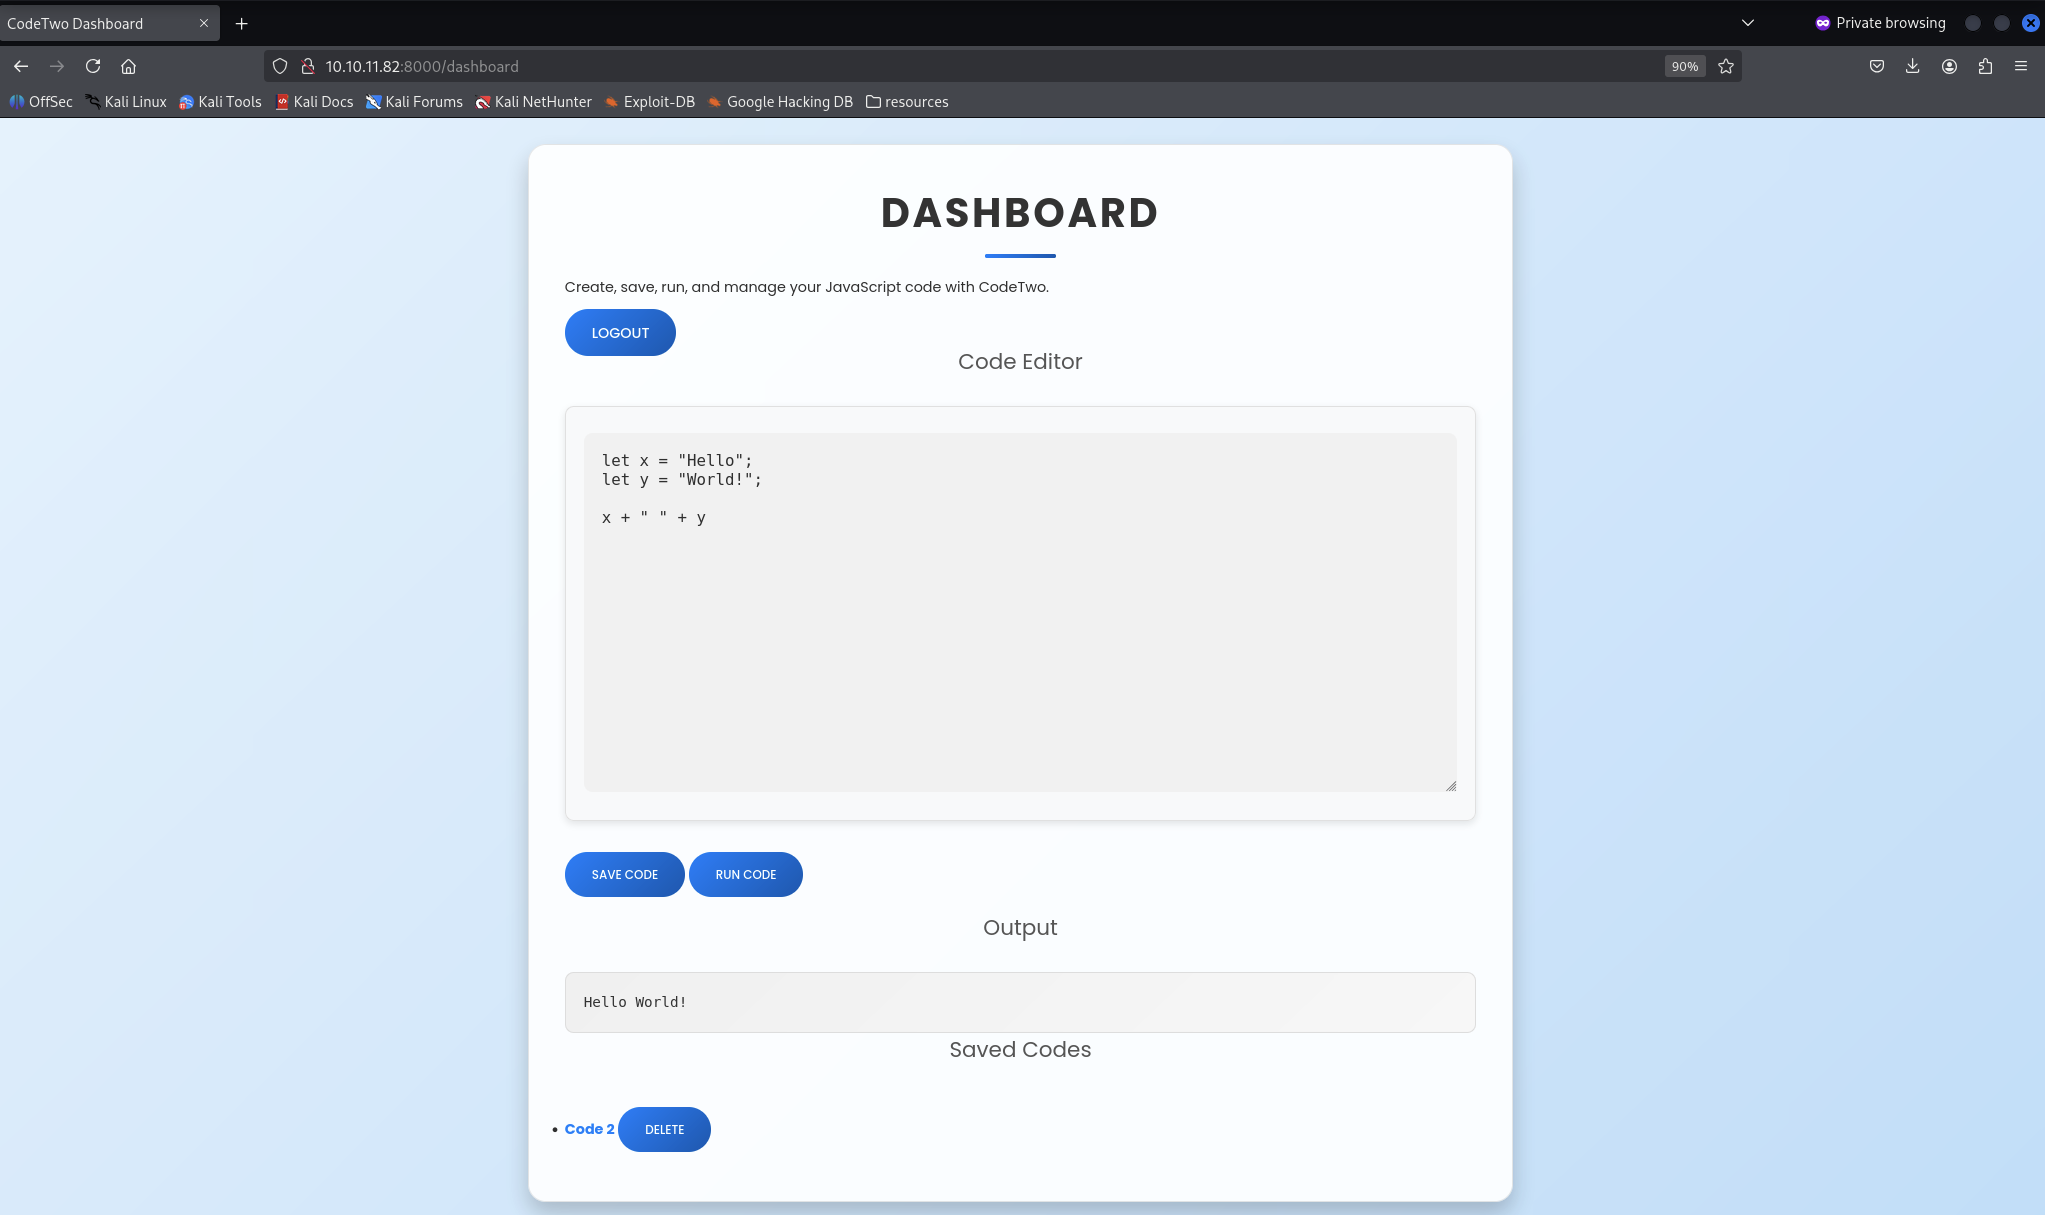 CodeTwo Dashboard
Private browsing
10.10.11.82:8000/dashboard
90%
OffSec Kali Linux Kali Tools Kali Docs Kali Forums Kali NetHunter Exploit-DB Google Hacking DB resources
DASHBOARD
Create, save, run, and manage your JavaScript code with CodeTwo.
LOGOUT
Code Editor
let x = "Hello";
let y = "World!";
x + " " + y
SAVE CODE RUN CODE
Output
Hello World!
Saved Codes
• Code 2 DELETE